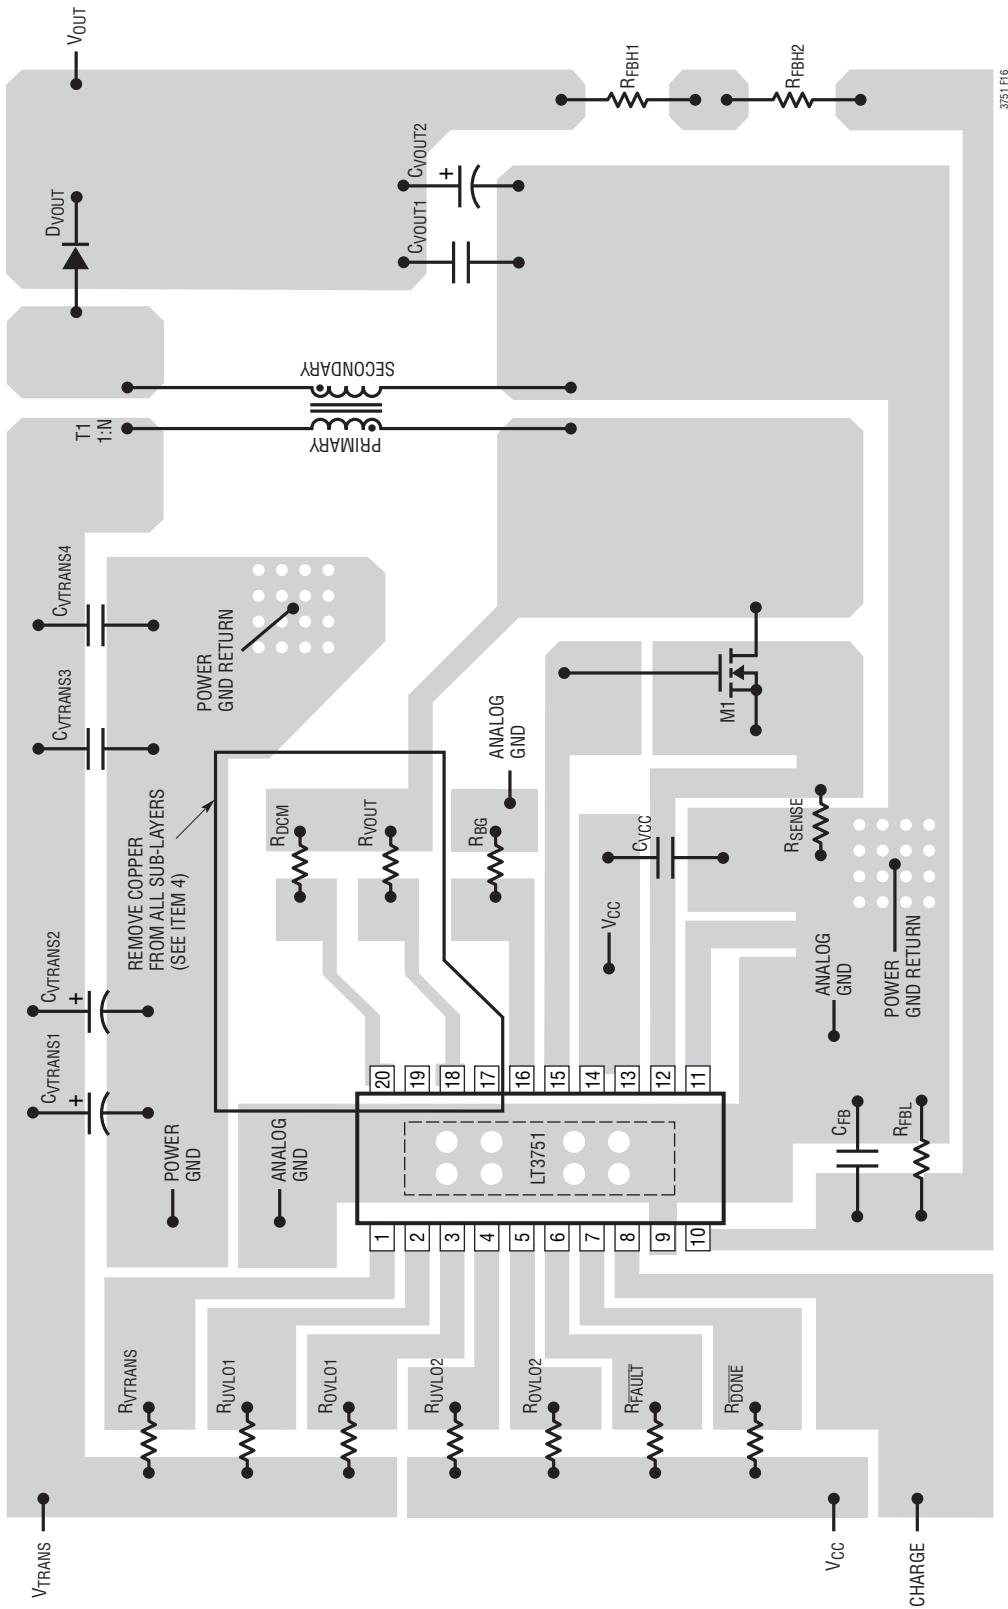 VTRANS
VCC
CHARGE
RVTRANS
RUVLO1
ROVLO1
RUVLO2
ROVLO2
RFAULT
RDONE
CVTRANS1
+
CVTRANS2
+
CVTRANS3
CVTRANS4
POWER
GND
ANALOG
GND
REMOVE COPPER
FROM ALL SUB-LAYERS
(SEE ITEM 4)
1
2
3
4
5
6
7
8
9
10
LT3751
20
19
18
17
16
15
14
13
12
11
RDCM
RVOUT
RBG
ANALOG
GND
POWER
GND RETURN
VCC
CVCC
RSENSE
M1
CFB
RFBL
ANALOG
GND
POWER
GND RETURN
T1
1:N
PRIMARY
SECONDARY
DVOUT
VOUT
CVOUT1
CVOUT2
+
RFBH1
RFBH2
3751 F16